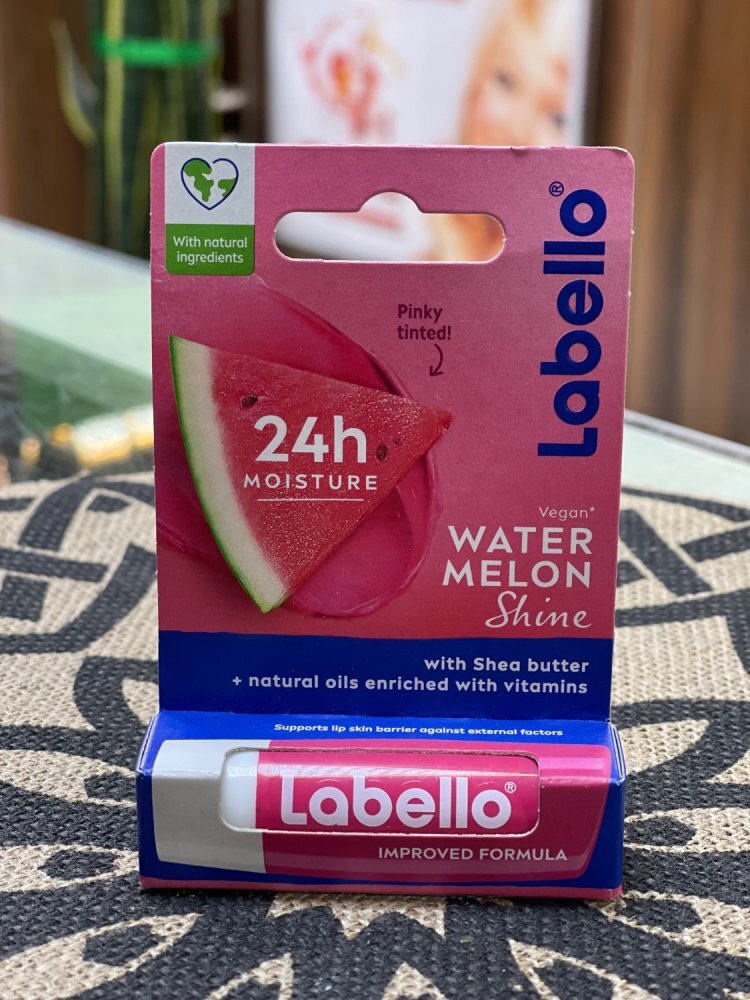 With natural
ingredients
Labello®
Pinky
tinted!
24h
MOISTURE
Vegan*
WATER
MELON
Shine
with Shea butter
+ natural oils enriched with vitamins
Supports lip skin barrier against external factors
Labello®
IMPROVED FORMULA